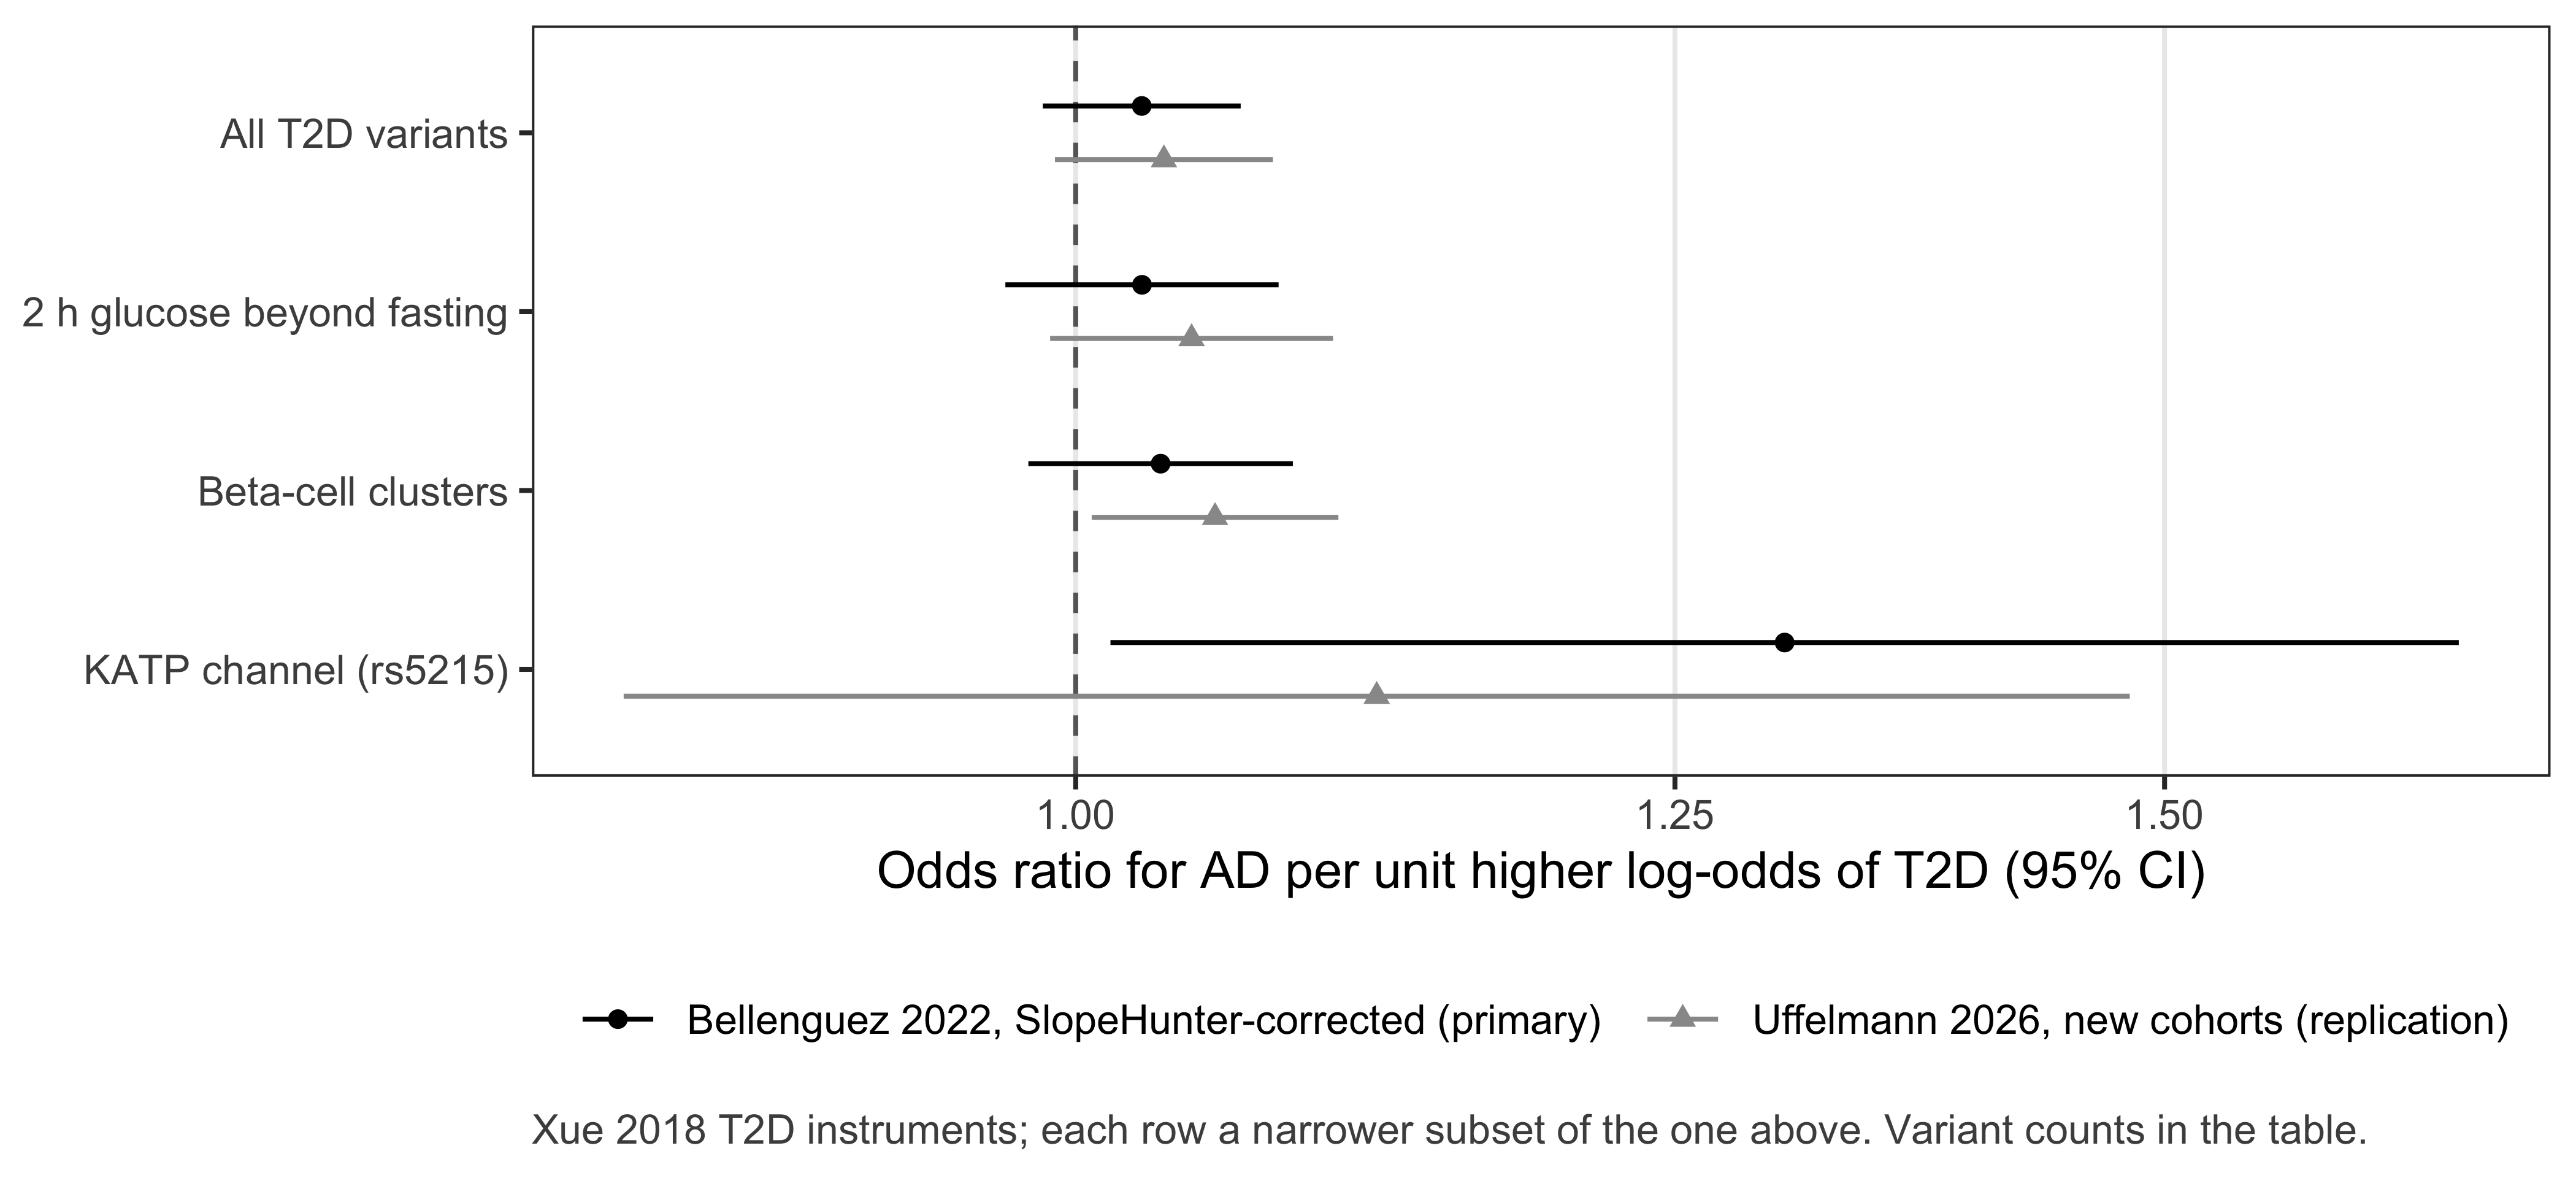 All T2D variants
2 h glucose beyond fasting
Beta-cell clusters
KATP channel (rs5215)
1.00 1.25 1.50
Odds ratio for AD per unit higher log-odds of T2D (95% CI)
Bellenguez 2022, SlopeHunter-corrected (primary) Uffelmann 2026, new cohorts (replication)
Xue 2018 T2D instruments; each row a narrower subset of the one above. Variant counts in the table.